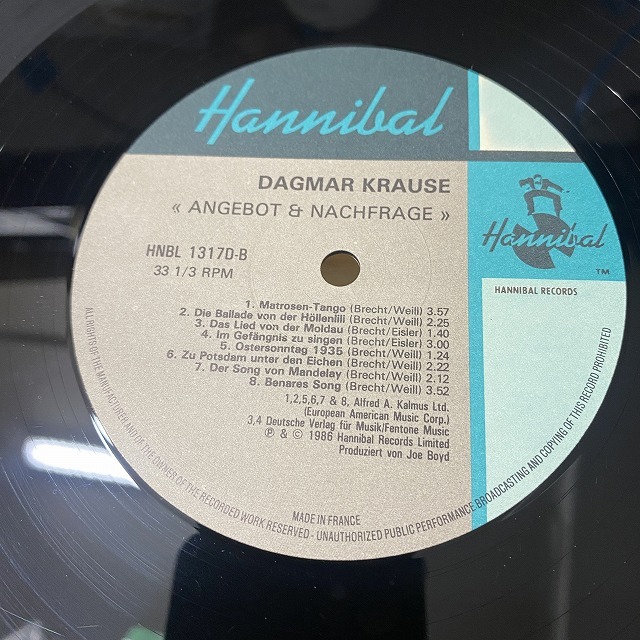 Hannibal
DAGMAR KRAUSE
« ANGEBOT & NACHFRAGE »
HNBL 1317D-B
33 1/3 RPM
Hannibal
TM
HANNIBAL RECORDS
1. Matrosen-Tango (Brecht/Weill) 3.57
2. Die Ballade von der Höllenlili (Brecht/Weill) 2.25
3. Das Lied von der Moldau (Brecht/Eisler) 1.40
4. Im Gefängnis zu singen (Brecht/Eisler) 3.00
5. Ostersonntag 1935 (Brecht/Weill) 1.24
6. Zu Potsdam unter den Eichen (Brecht/Weill) 2.22
7. Der Song von Mandelay (Brecht/Weill) 2.12
8. Benares Song (Brecht/Weill) 3.52
1,2,5,6,7 & 8, Alfred A. Kalmus Ltd.
(European American Music Corp.)
3,4 Deutsche Verlag für Musik/Fentone Music
℗ & © 1986 Hannibal Records Limited
Produziert von Joe Boyd
MADE IN FRANCE
ALL RIGHTS OF THE MANUFACTURER AND OF THE OWNER OF THE RECORDED WORK RESERVED - UNAUTHORIZED PUBLIC PERFORMANCE BROADCASTING AND COPYING OF THIS RECORD PROHIBITED